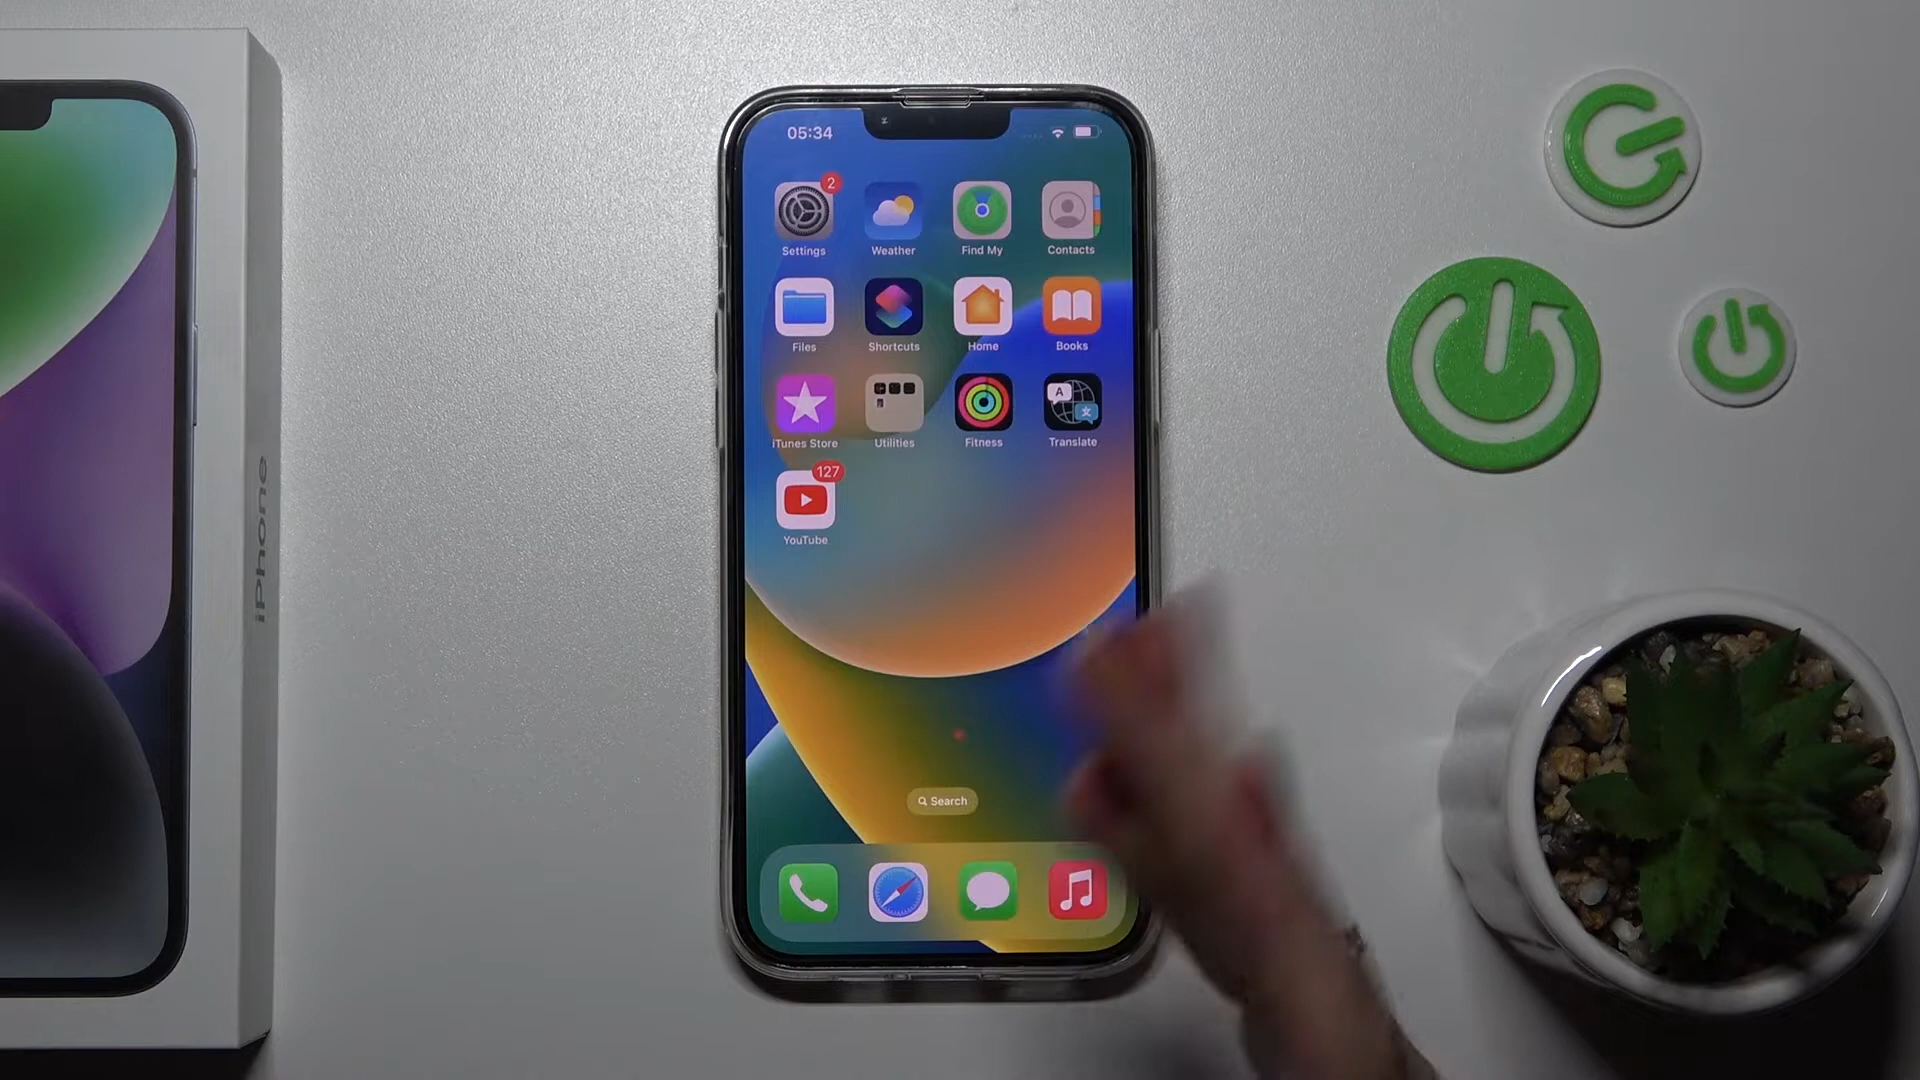 iPhone
05:34
2
Settings
Weather
Find My
Contacts
Files
Shortcuts
Home
Books
A
文
iTunes Store
Utilities
Fitness
Translate
127
YouTube
Search